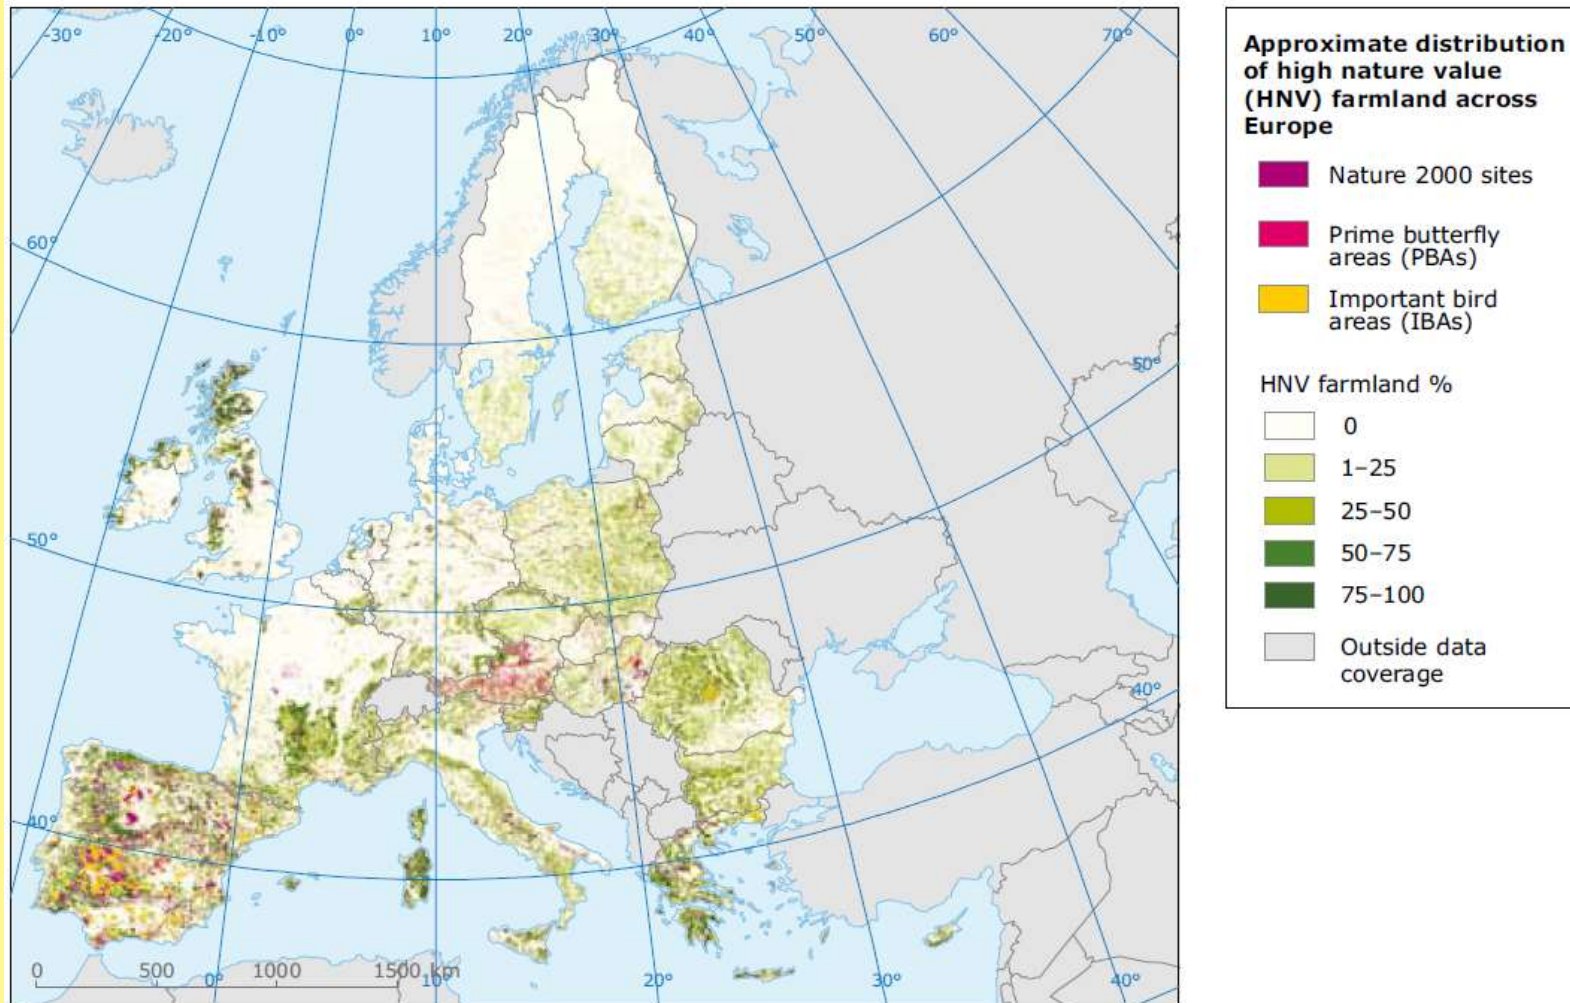 -30°
-20°
-10°
0°
10°
20°
30°
40°
50°
60°
70°
60°
50°
50°
40°
40°
0
500
1000
1500 km
0°
10°
20°
30°
40°
Approximate distribution
of high nature value
(HNV) farmland across
Europe
Nature 2000 sites
Prime butterfly
areas (PBAs)
Important bird
areas (IBAs)
HNV farmland %
0
1–25
25–50
50–75
75–100
Outside data
coverage